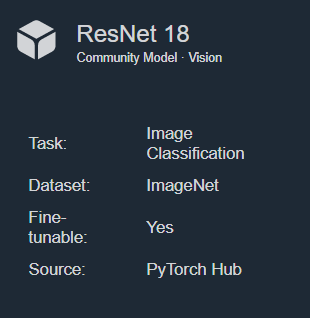 ResNet 18
Community Model · Vision
Task: Image
Classification
Dataset: ImageNet
Fine-
tunable: Yes
Source: PyTorch Hub